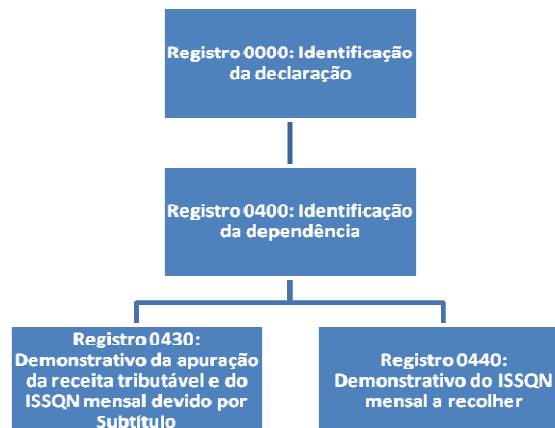 Registro 0000: Identificação
da declaração
Registro 0400: Identificação
da dependência
Registro 0430:
Demonstrativo da apuração
da receita tributável e do
ISSQN mensal devido por
Subtítulo
Registro 0440:
Demonstrativo do ISSQN
mensal a recolher